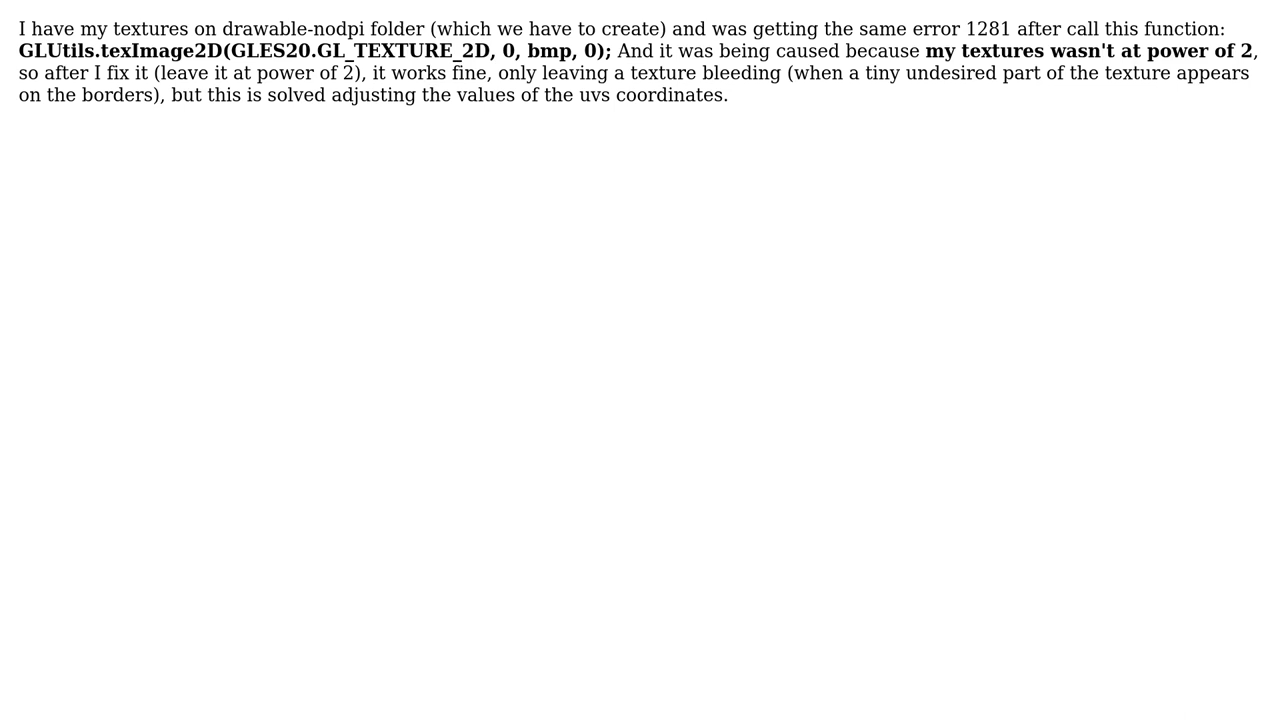 I have my textures on drawable-nodpi folder (which we have to create) and was getting the same error 1281 after call this function:
GLUtils.texImage2D(GLES20.GL_TEXTURE_2D, 0, bmp, 0); And it was being caused because my textures wasn't at power of 2,
so after I fix it (leave it at power of 2), it works fine, only leaving a texture bleeding (when a tiny undesired part of the texture appears
on the borders), but this is solved adjusting the values of the uvs coordinates.